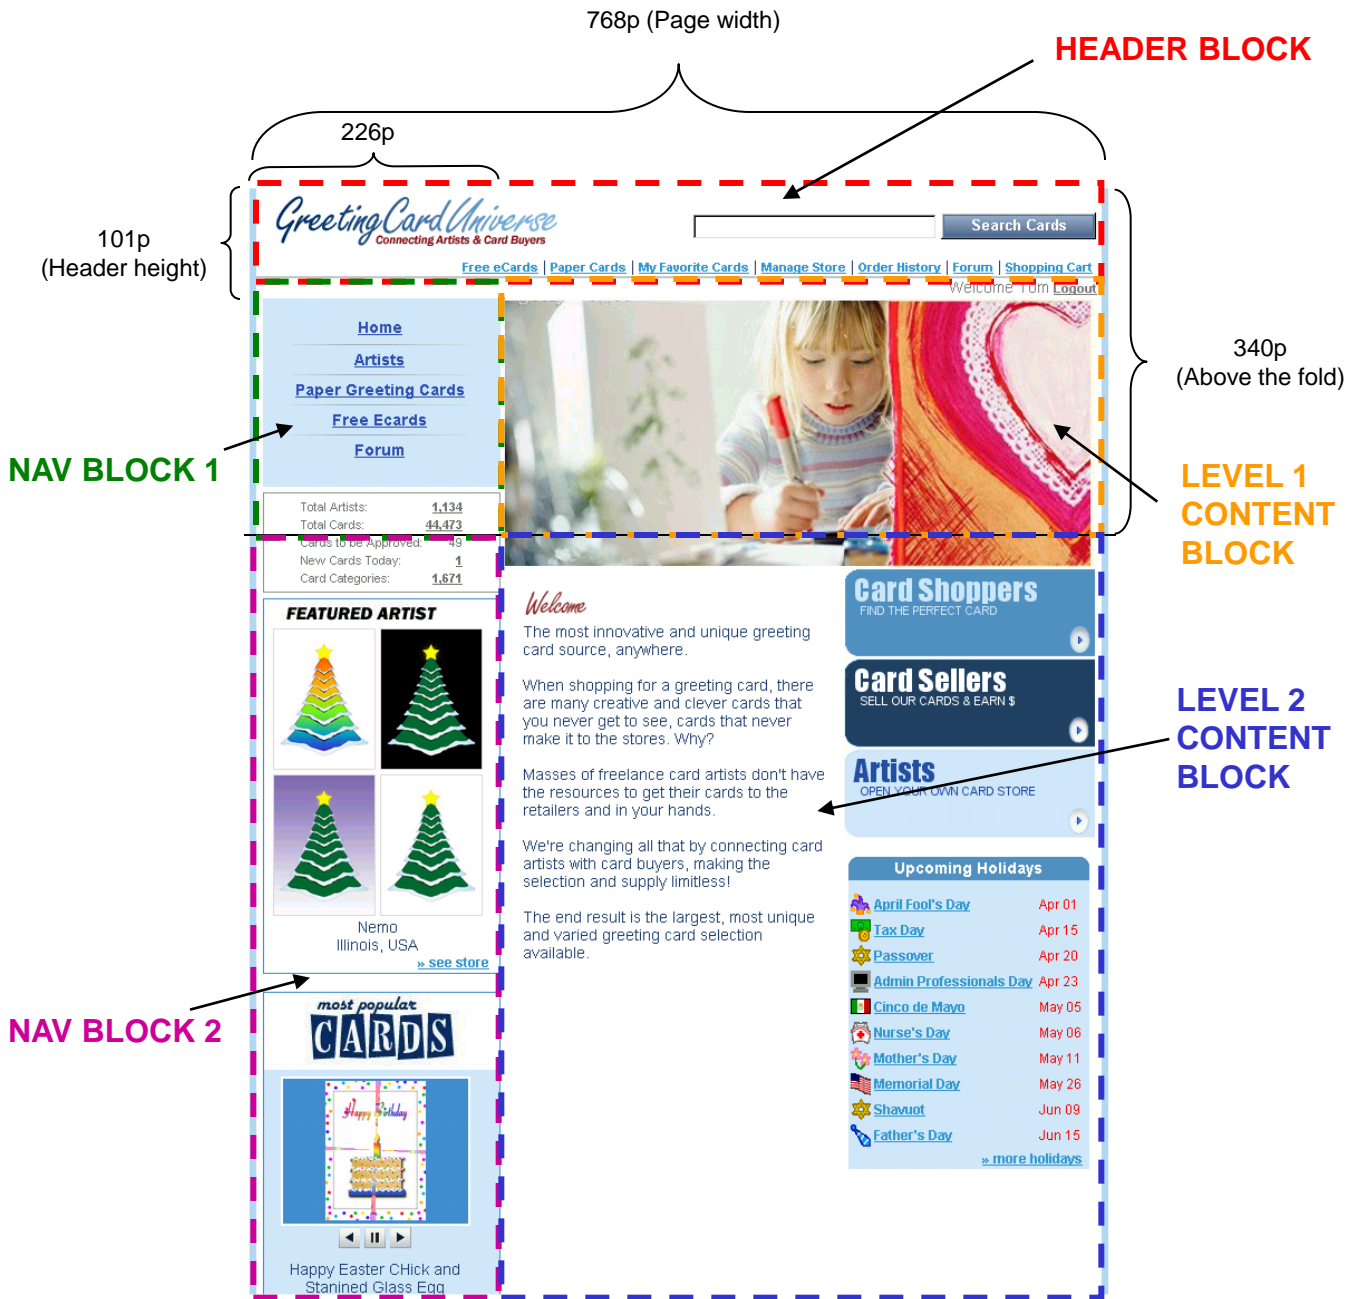 768p (Page width)
HEADER BLOCK
226p
101p
(Header height)
GreetingCardUniverse
Connecting Artists & Card Buyers
Search Cards
Free eCards | Paper Cards | My Favorite Cards | Manage Store | Order History | Forum | Shopping Cart
Welcome Tom Logout
340p
(Above the fold)
Home
Artists
Paper Greeting Cards
Free Ecards
Forum
NAV BLOCK 1
LEVEL 1
CONTENT
BLOCK
Total Artists: 1,134
Total Cards: 44,473
Cards to be Approved: 49
New Cards Today: 1
Card Categories: 1,671
FEATURED ARTIST
Nemo
Illinois, USA
» see store
NAV BLOCK 2
most popular
CARDS
Happy Birthday
Happy Easter CHick and
Stanined Glass Egg
Welcome
The most innovative and unique greeting
card source, anywhere.
When shopping for a greeting card, there
are many creative and clever cards that
you never get to see, cards that never
make it to the stores. Why?
Masses of freelance card artists don't have
the resources to get their cards to the
retailers and in your hands.
We're changing all that by connecting card
artists with card buyers, making the
selection and supply limitless!
The end result is the largest, most unique
and varied greeting card selection
available.
Card Shoppers
FIND THE PERFECT CARD
Card Sellers
SELL OUR CARDS & EARN $
Artists
OPEN YOUR OWN CARD STORE
LEVEL 2
CONTENT
BLOCK
Upcoming Holidays
April Fool's Day Apr 01
Tax Day Apr 15
Passover Apr 20
Admin Professionals Day Apr 23
Cinco de Mayo May 05
Nurse's Day May 06
Mother's Day May 11
Memorial Day May 26
Shavuot Jun 09
Father's Day Jun 15
» more holidays